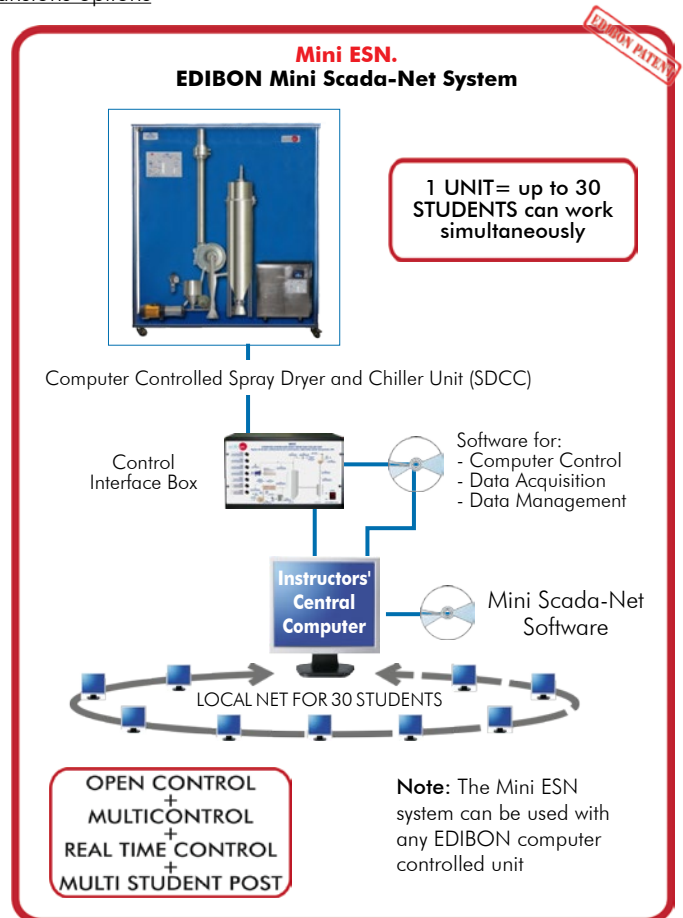 EDIBON PATENT
Mini ESN.
EDIBON Mini Scada-Net System
1 UNIT= up to 30
STUDENTS can work
simultaneously
Computer Controlled Spray Dryer and Chiller Unit (SDCC)
Control
Interface Box
Software for:
- Computer Control
- Data Acquisition
- Data Management
Instructors'
Central
Computer
Mini Scada-Net
Software
LOCAL NET FOR 30 STUDENTS
OPEN CONTROL
+
MULTICONTROL
+
REAL TIME CONTROL
+
MULTI STUDENT POST
Note: The Mini ESN
system can be used with
any EDIBON computer
controlled unit